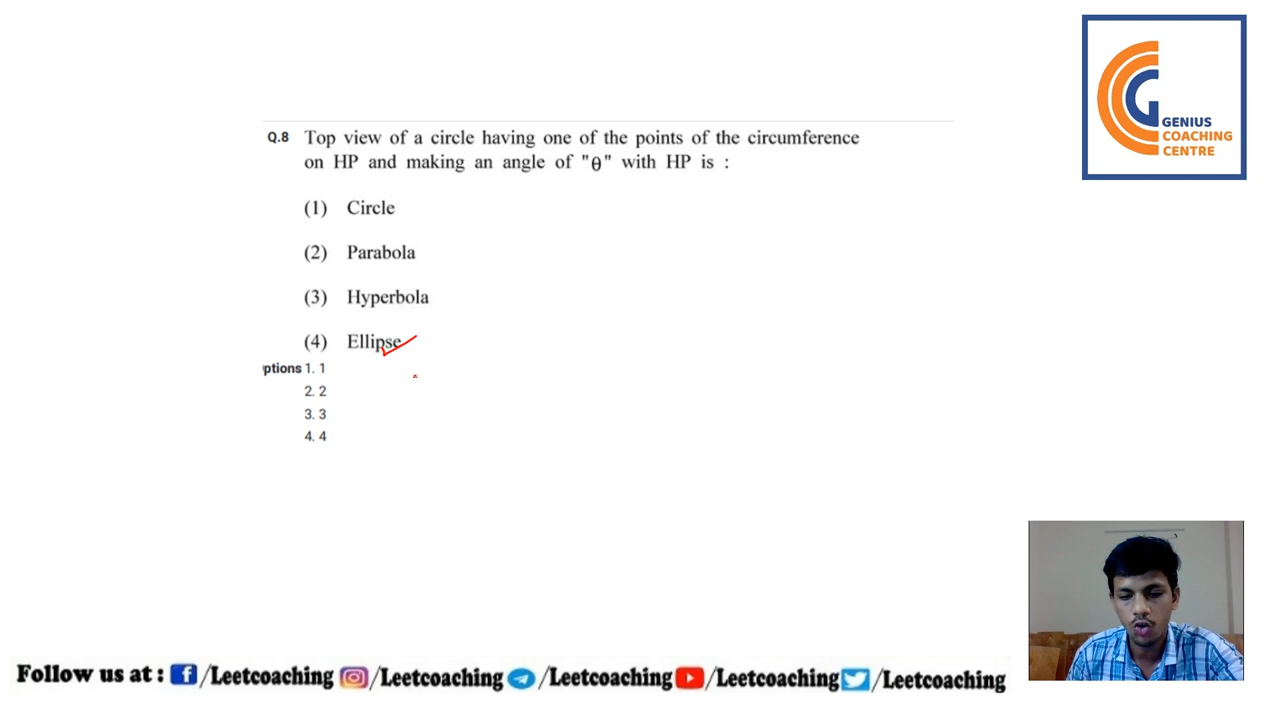 GENIUS
COACHING
CENTRE
Q.8 Top view of a circle having one of the points of the circumference
on HP and making an angle of "θ" with HP is :
(1) Circle
(2) Parabola
(3) Hyperbola
(4) Ellipse
ptions 1. 1
2. 2
3. 3
4. 4
Follow us at : /Leetcoaching /Leetcoaching /Leetcoaching /Leetcoaching /Leetcoaching